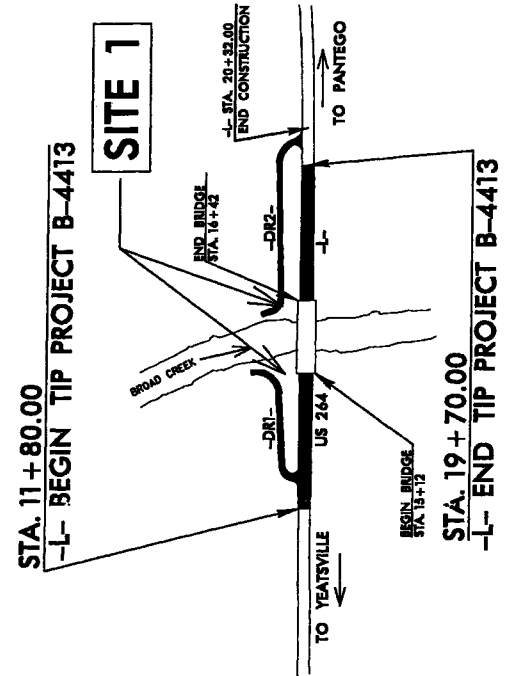 STA. 11+80.00
-L- BEGIN TIP PROJECT B-4413
SITE 1
-L- STA. 20+32.00
END CONSTRUCTION
END BRIDGE
STA. 16+42
BROAD CREEK
-DR1-
-DR2-
US 264
-L-
TO YEATSVILLE
TO PANTEGO
BEGIN BRIDGE
STA. 15+12
STA. 19+70.00
-L- END TIP PROJECT B-4413